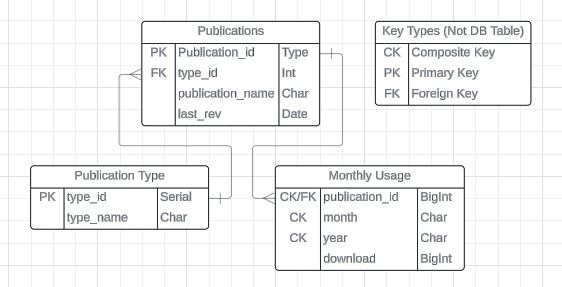 Publications
PK Publication_id Type
FK type_id Int
publication_name Char
last_rev Date
Key Types (Not DB Table)
CK Composite Key
PK Primary Key
FK Foreign Key
Publication Type
PK type_id Serial
type_name Char
Monthly Usage
CK/FK publication_id BigInt
CK month Char
CK year Char
download BigInt